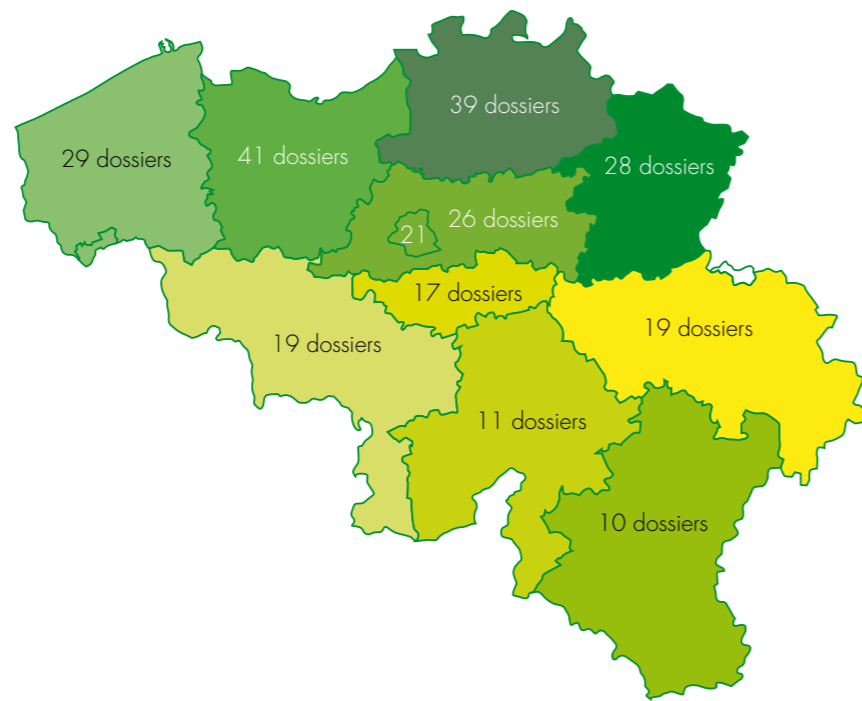 39 dossiers
29 dossiers
41 dossiers
28 dossiers
26 dossiers
21
17 dossiers
19 dossiers
19 dossiers
11 dossiers
10 dossiers